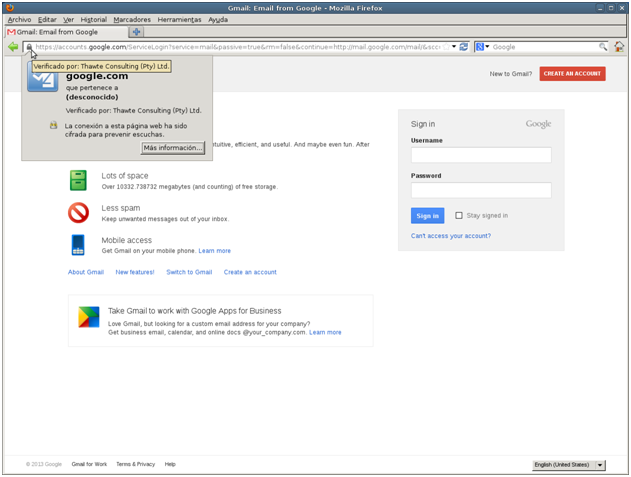 Gmail: Email from Google - Mozilla Firefox
Archivo Editar Ver Historial Marcadores Herramientas Ayuda
Gmail: Email from Google
https://accounts.google.com/ServiceLogin?service=mail&passive=true&rm=false&continue=http://mail.google.com/mail/&scc
Google
Verificado por: Thawte Consulting (Pty) Ltd.
google.com
que pertenece a
(desconocido)
Verificado por: Thawte Consulting (Pty) Ltd.
La conexión a esta página web ha sido
cifrada para prevenir escuchas.
Más información...
New to Gmail? CREATE AN ACCOUNT
tuitive, efficient, and useful. And maybe even fun. After
Lots of space
Over 10332.738732 megabytes (and counting) of free storage.
Less spam
Keep unwanted messages out of your inbox.
Mobile access
Get Gmail on your mobile phone. Learn more
About Gmail New features! Switch to Gmail Create an account
Take Gmail to work with Google Apps for Business
Love Gmail, but looking for a custom email address for your company?
Get business email, calendar, and online docs @your_company.com. Learn more
Sign in Google
Username
Password
Sign in Stay signed in
Can't access your account?
© 2013 Google Gmail for Work Terms & Privacy Help
English (United States)